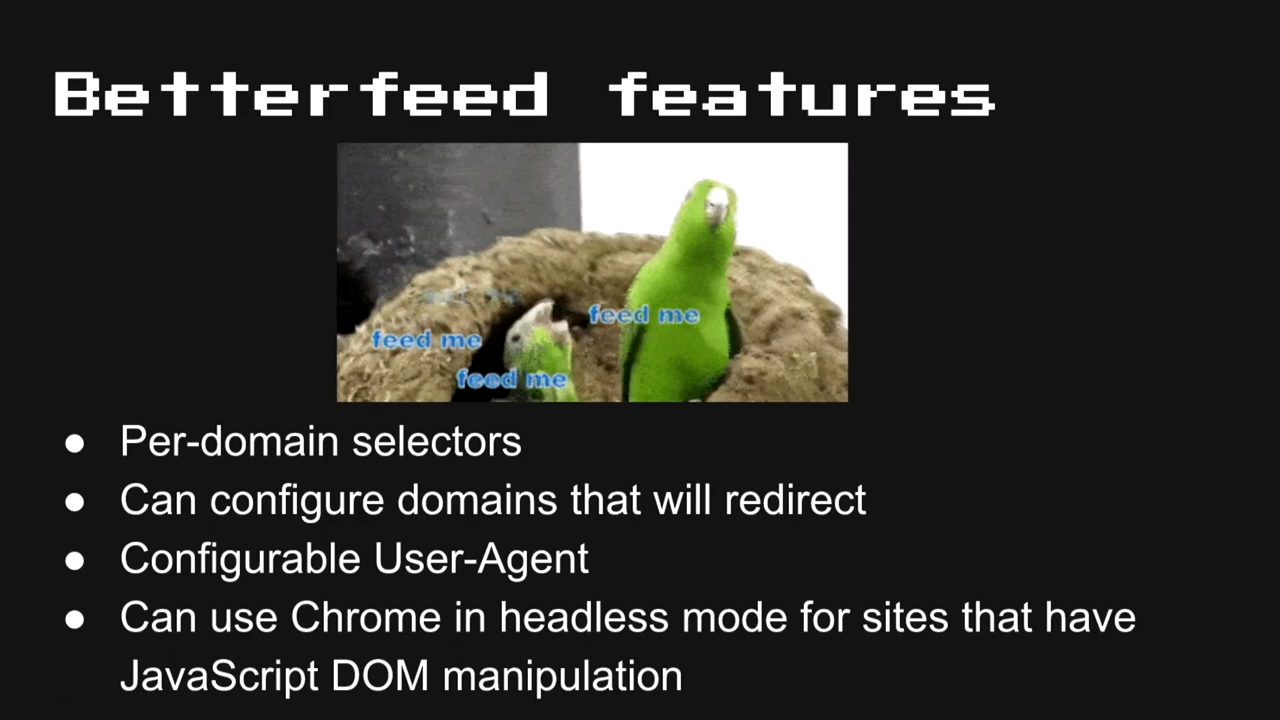 Betterfeed features
feed me
feed me
feed me
● Per-domain selectors
● Can configure domains that will redirect
● Configurable User-Agent
● Can use Chrome in headless mode for sites that have
JavaScript DOM manipulation